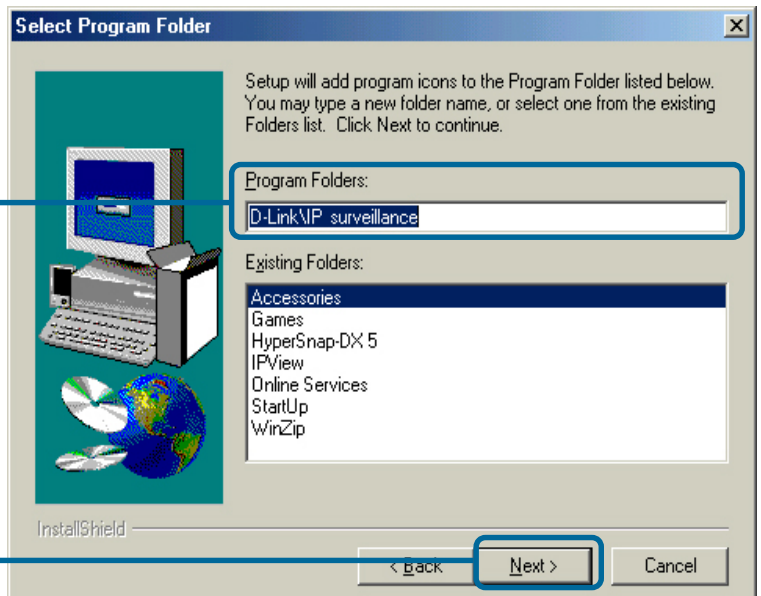 Select Program Folder
Setup will add program icons to the Program Folder listed below.
You may type a new folder name, or select one from the existing
Folders list.  Click Next to continue.
Program Folders:
D-Link\IP  surveillance
Existing Folders:
Accessories
Games
HyperSnap-DX 5
IPView
Online Services
StartUp
WinZip
InstallShield
< Back
Next >
Cancel